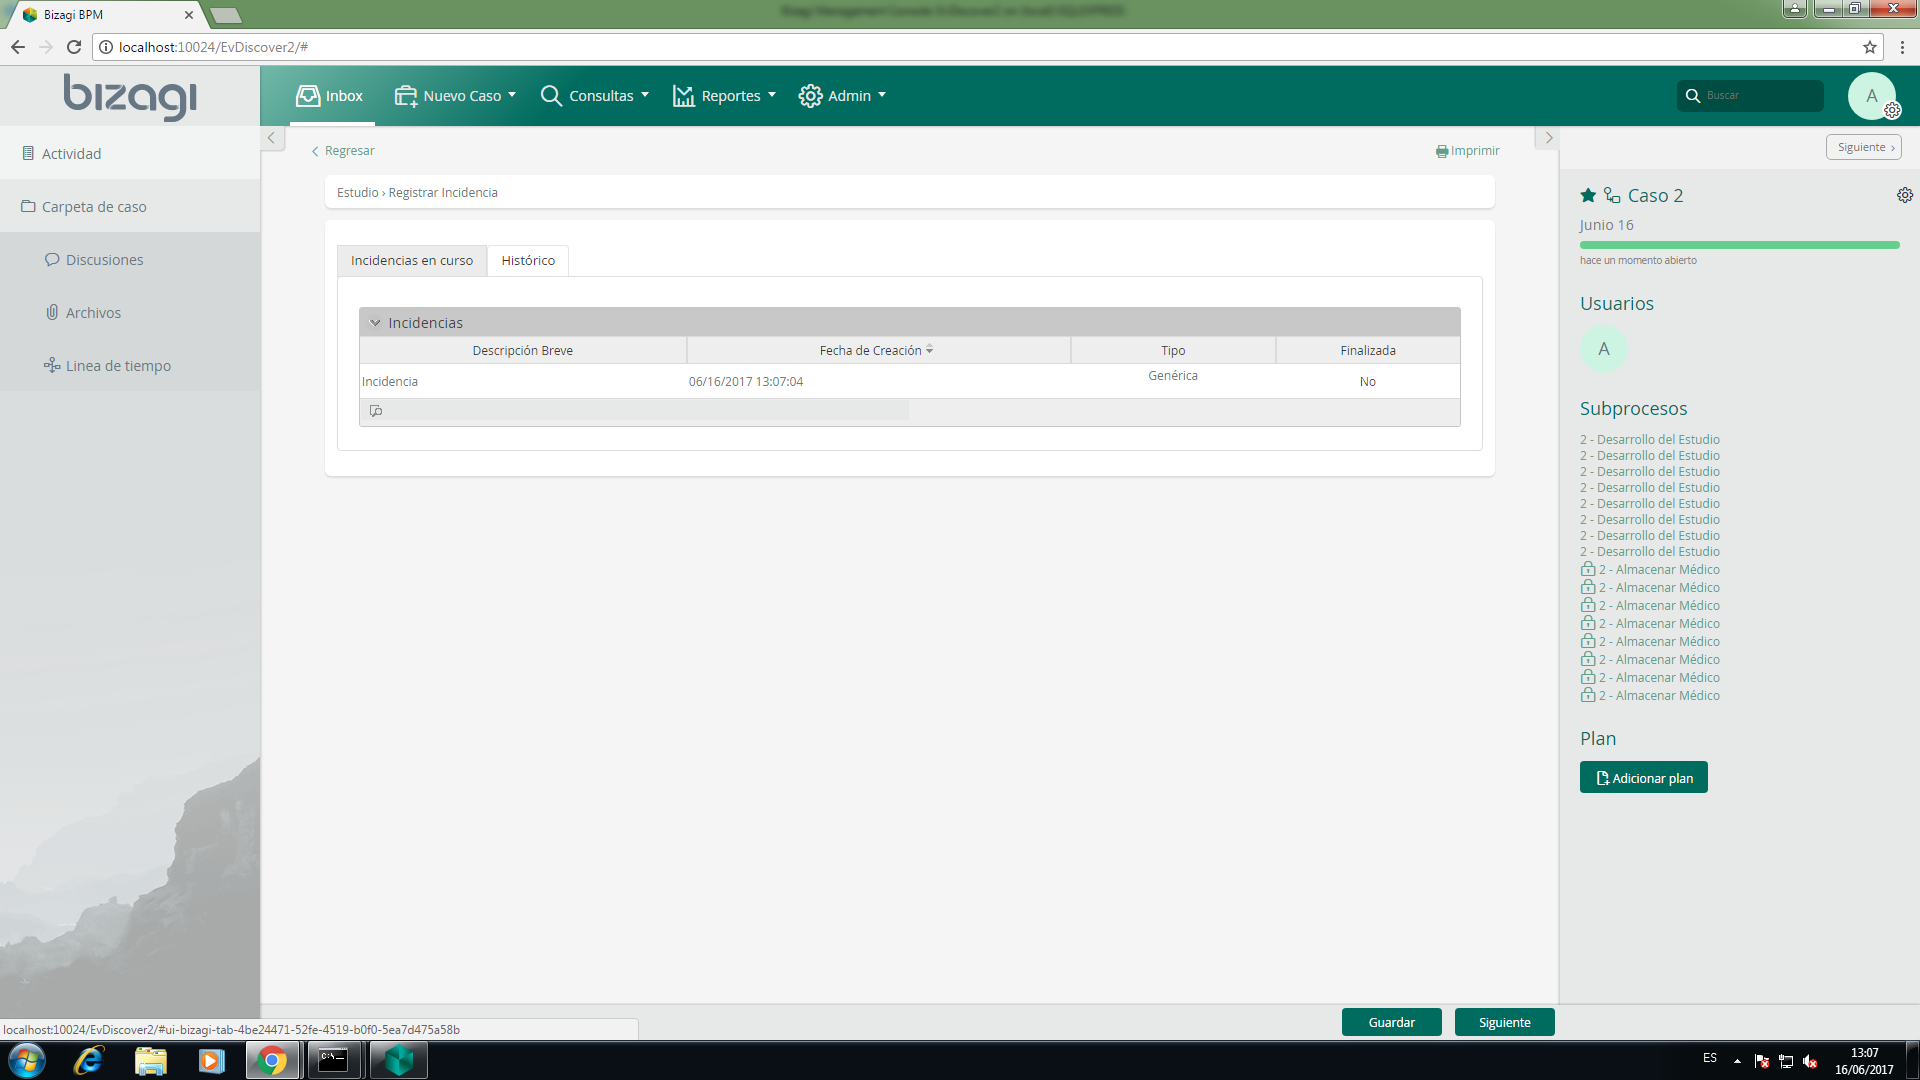 Bizagi BPM
localhost:10024/EvDiscover2/#
bizagi
Inbox
Nuevo Caso
Consultas
Reportes
Admin
Buscar
A
Actividad
Carpeta de caso
Discusiones
Archivos
Linea de tiempo
Regresar
Imprimir
Estudio › Registrar Incidencia
Incidencias en curso
Histórico
Incidencias
Descripción Breve
Fecha de Creación
Tipo
Finalizada
Incidencia
06/16/2017 13:07:04
Genérica
No
Siguiente ›
Caso 2
Junio 16
hace un momento abierto
Usuarios
A
Subprocesos
2 - Desarrollo del Estudio
2 - Desarrollo del Estudio
2 - Desarrollo del Estudio
2 - Desarrollo del Estudio
2 - Desarrollo del Estudio
2 - Desarrollo del Estudio
2 - Desarrollo del Estudio
2 - Desarrollo del Estudio
2 - Almacenar Médico
2 - Almacenar Médico
2 - Almacenar Médico
2 - Almacenar Médico
2 - Almacenar Médico
2 - Almacenar Médico
2 - Almacenar Médico
2 - Almacenar Médico
Plan
Adicionar plan
Guardar
Siguiente
localhost:10024/EvDiscover2/#ui-bizagi-tab-4be24471-52fe-4519-b0f0-5ea7d475a58b
ES
13:07
16/06/2017